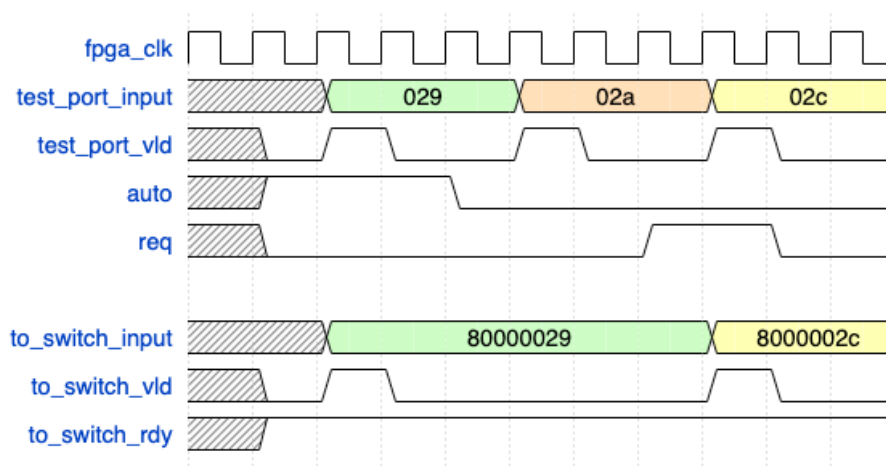 fpga_clk
test_port_input 029 02a 02c
test_port_vld
auto
req
to_switch_input 80000029 8000002c
to_switch_vld
to_switch_rdy